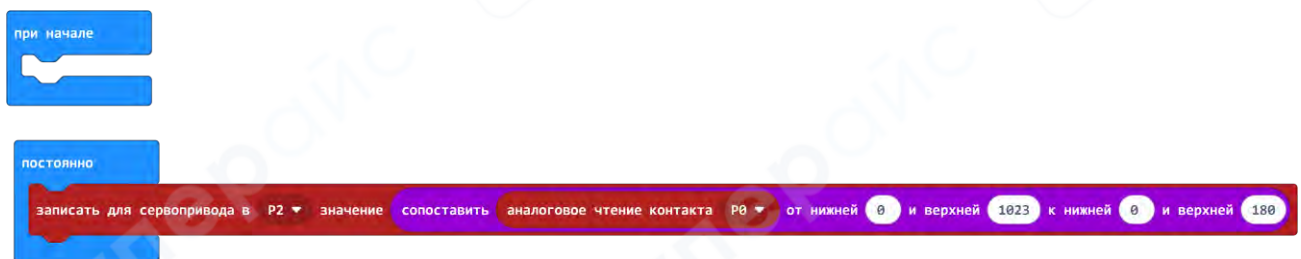 при начале
постоянно
записать для сервопривода в P2 значение сопоставить аналоговое чтение контакта P0 от нижней 0 и верхней 1023 к нижней 0 и верхней 180